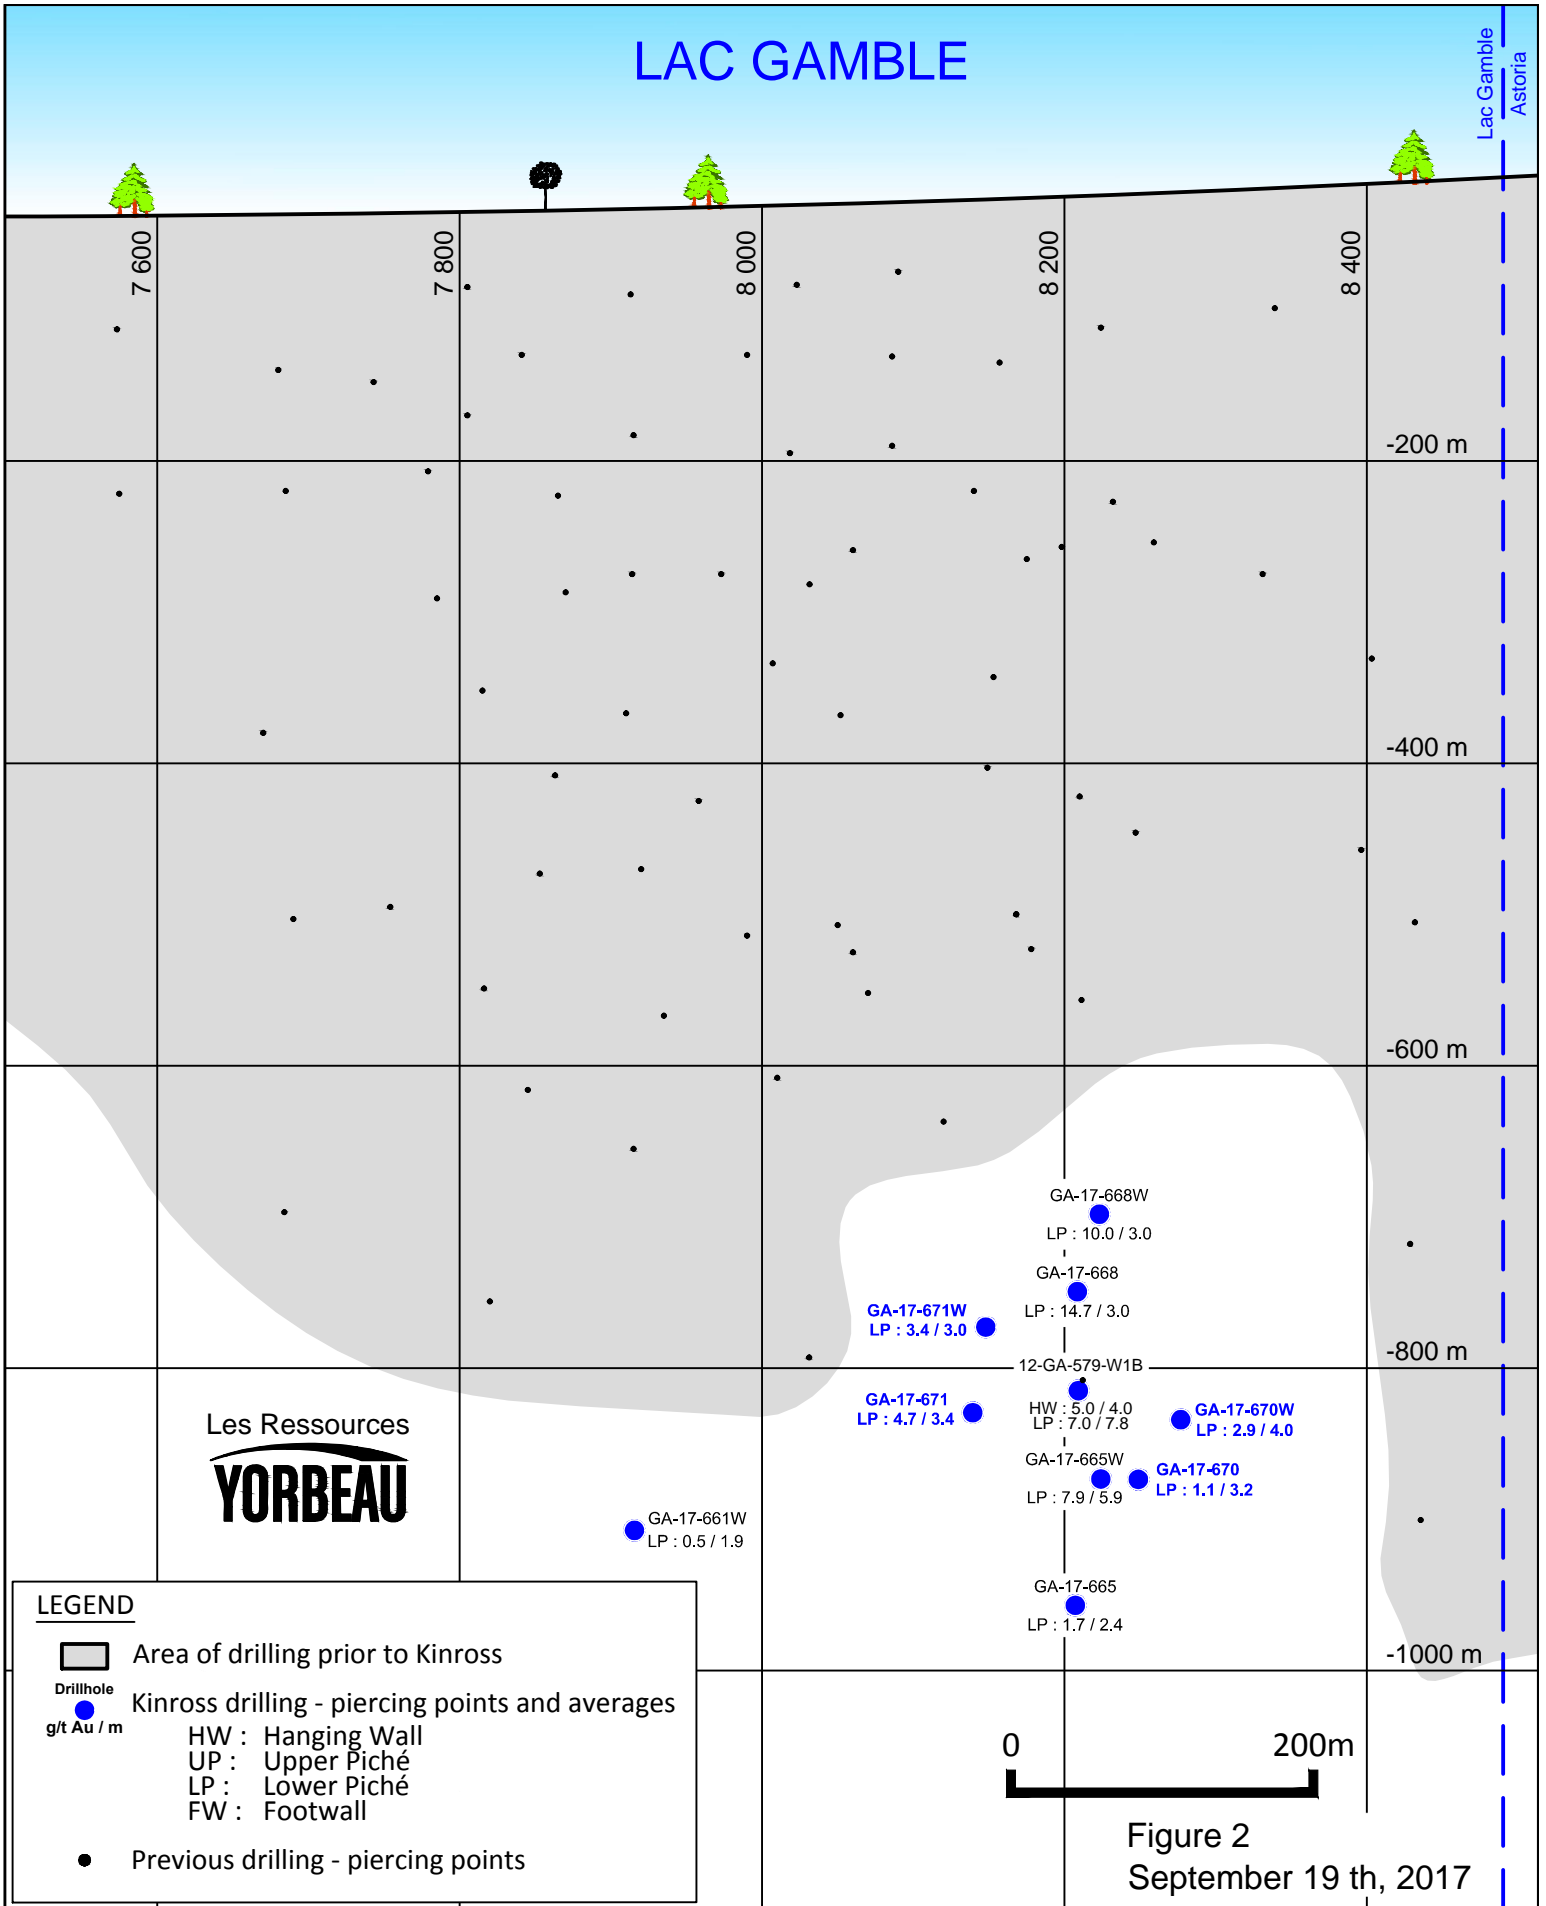 LAC GAMBLE
Lac Gamble
Astoria
7 600
7 800
8 000
8 200
8 400
-200 m
-400 m
-600 m
GA-17-668W
LP : 10.0 / 3.0
GA-17-668
LP : 14.7 / 3.0
GA-17-671W
LP : 3.4 / 3.0
-800 m
12-GA-579-W1B
HW : 5.0 / 4.0
LP : 7.0 / 7.8
GA-17-671
LP : 4.7 / 3.4
GA-17-670W
LP : 2.9 / 4.0
GA-17-665W
LP : 7.9 / 5.9
GA-17-670
LP : 1.1 / 3.2
Les Ressources
YORBEAU
GA-17-661W
LP : 0.5 / 1.9
GA-17-665
LP : 1.7 / 2.4
-1000 m
LEGEND
Area of drilling prior to Kinross
Drillhole
g/t Au / m
Kinross drilling - piercing points and averages
HW : Hanging Wall
UP : Upper Piché
LP : Lower Piché
FW : Footwall
Previous drilling - piercing points
0 200m
Figure 2
September 19 th, 2017